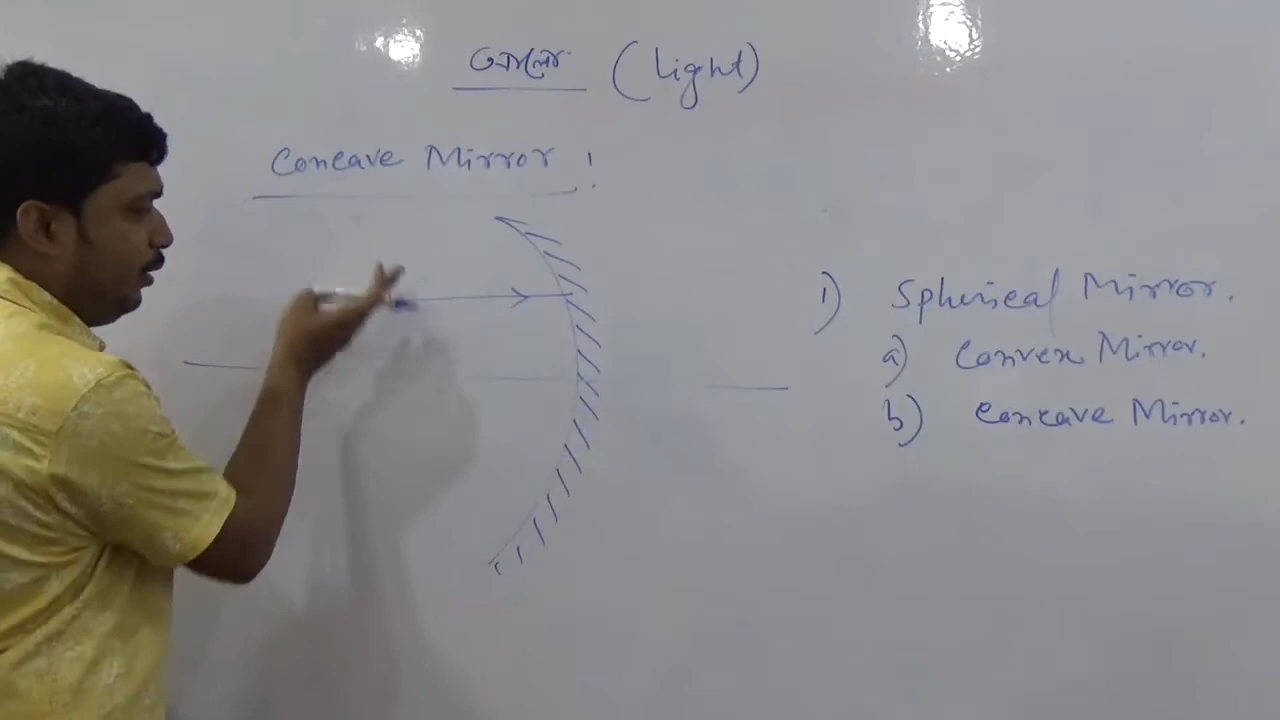 আলো (Light)
Concave Mirror :
1) Spherical Mirror.
a) Convex Mirror.
b) Concave Mirror.